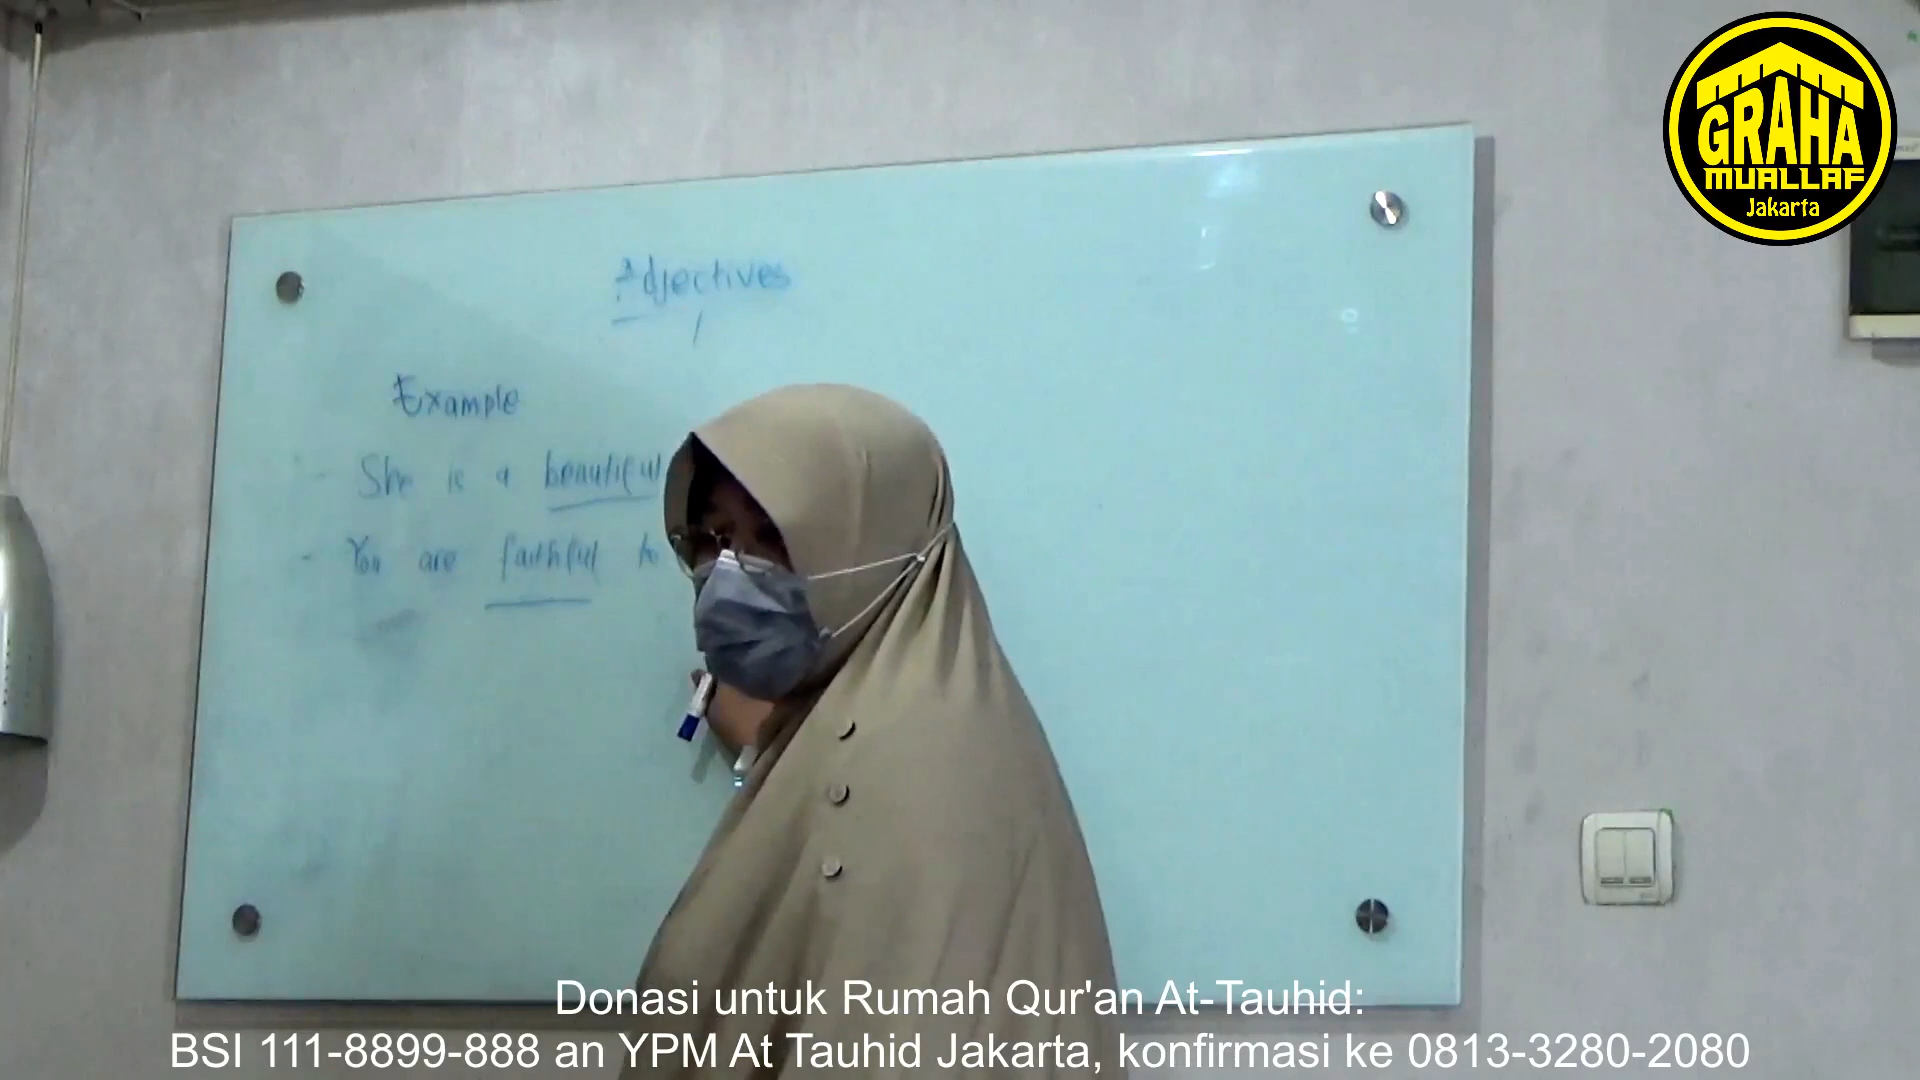 GRAHA
MUALLAF
Jakarta
Adjectives
Example
- She is a beautiful
- You are faithful to
Donasi untuk Rumah Qur'an At-Tauhid:
BSI 111-8899-888 an YPM At Tauhid Jakarta, konfirmasi ke 0813-3280-2080